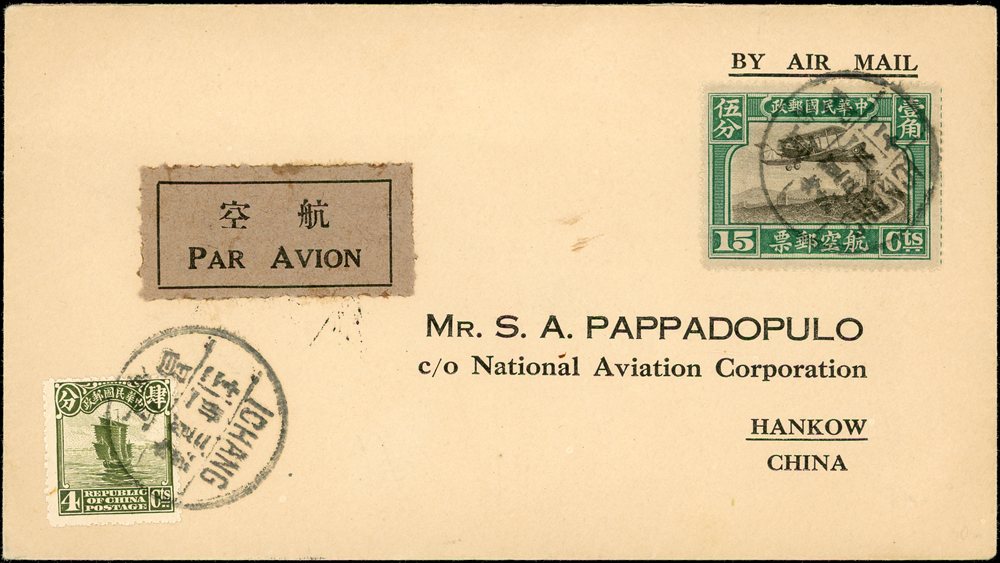 BY AIR MAIL
政郵國民華中
伍分
壹角
15
票郵空航
Cts
空 航
PAR AVION
MR. S. A. PAPPADOPULO
c/o National Aviation Corporation
HANKOW
CHINA
ICHANG
分
政郵國民華中
肆
4
REPUBLIC
OF CHINA
POSTAGE
Cts